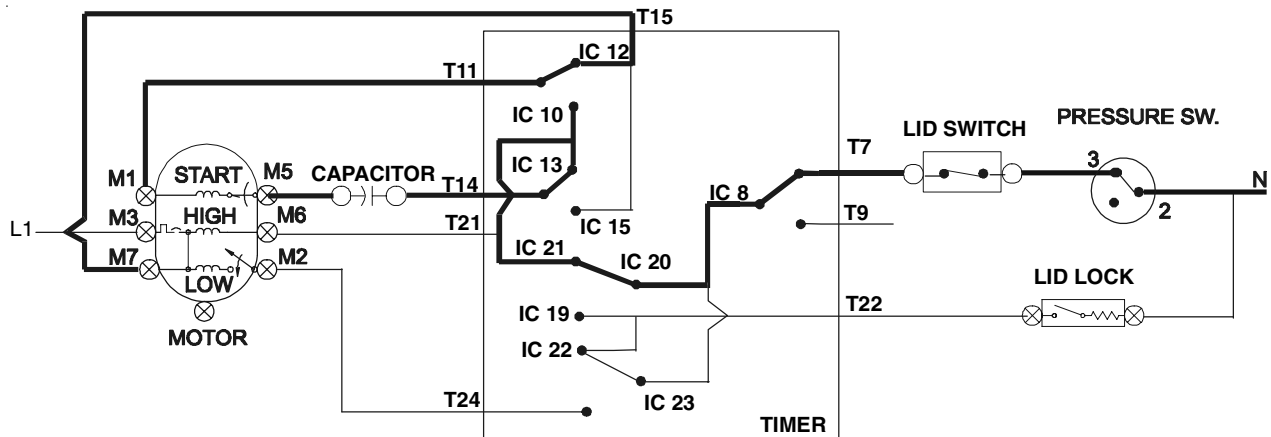 T15
IC 12
T11
IC 10
PRESSURE SW.
LID SWITCH
T7
IC 13
M1
START
M5
CAPACITOR
T14
3
IC 8
N
M3
HIGH
M6
T21
IC 15
T9
2
L1
M7
LOW
M2
IC 21
IC 20
LID LOCK
MOTOR
IC 19
T22
IC 22
T24
IC 23
TIMER